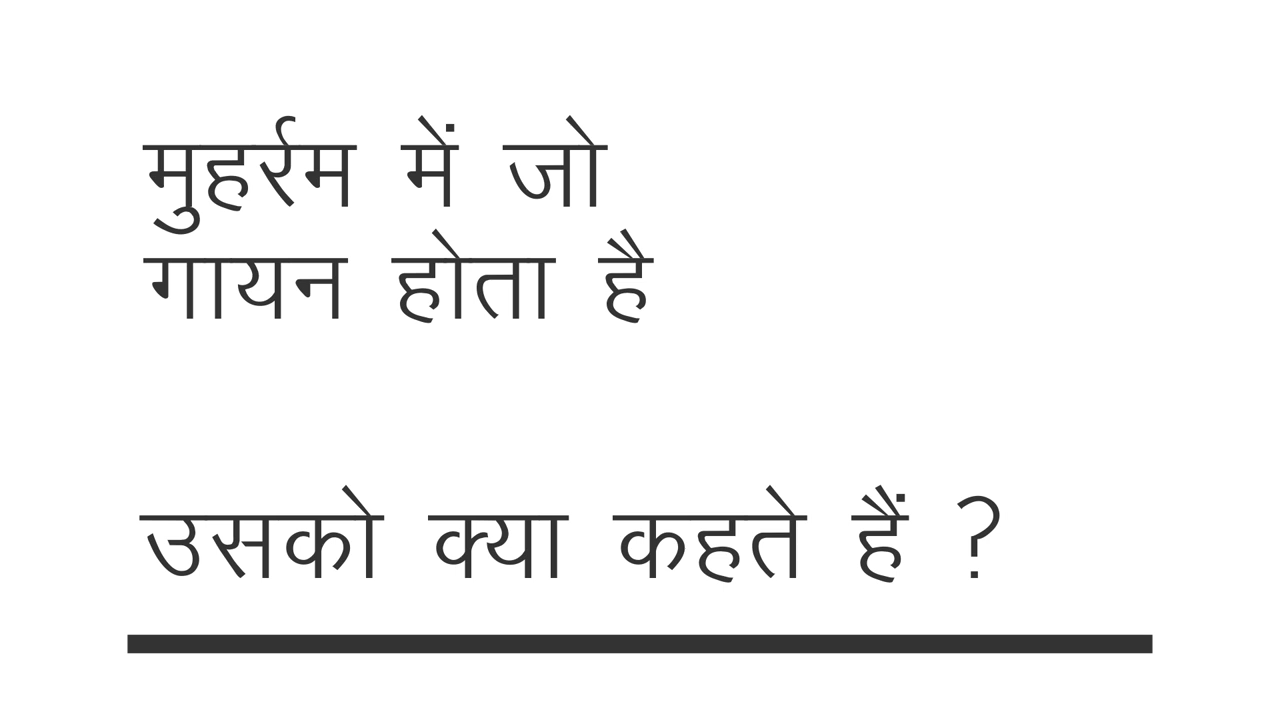 मुहर्रम में जो
गायन होता है
उसको क्या कहते हैं ?